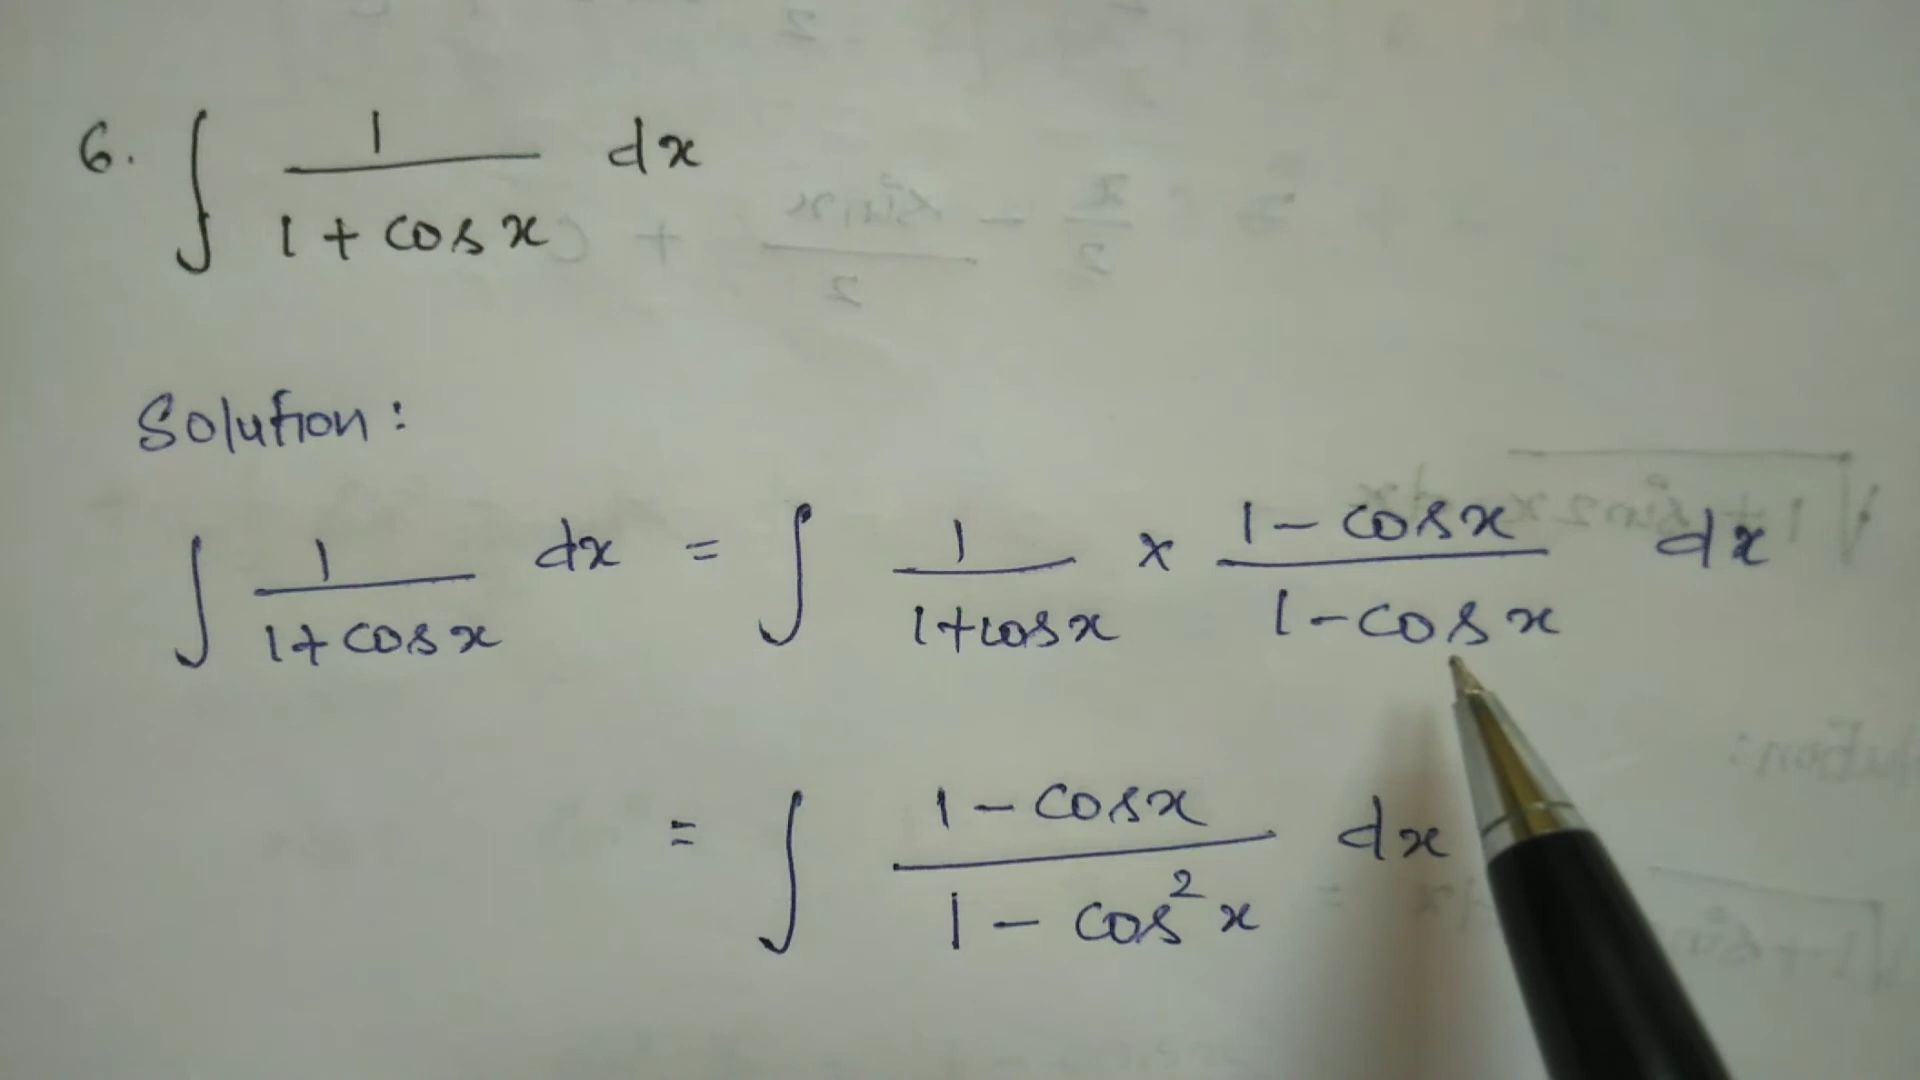 6. ∫ 1/(1 + cos x) dx
Solution:
∫ 1/(1 + cos x) dx = ∫ 1/(1 + cos x) × (1 - cos x)/(1 - cos x) dx
= ∫ (1 - cos x)/(1 - cos² x) dx